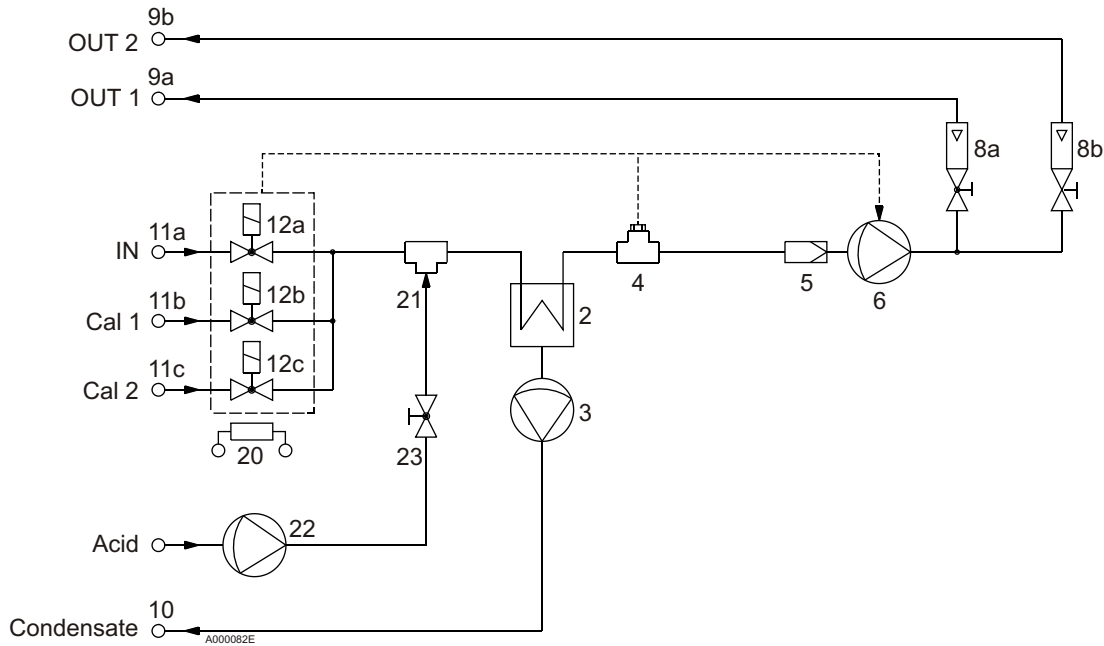 9b
OUT 2
9a
OUT 1
8a
8b
11a
IN
12a
11b
Cal 1
12b
11c
Cal 2
12c
21
2
4
5
6
3
20
23
22
Acid
10
Condensate
A000082E